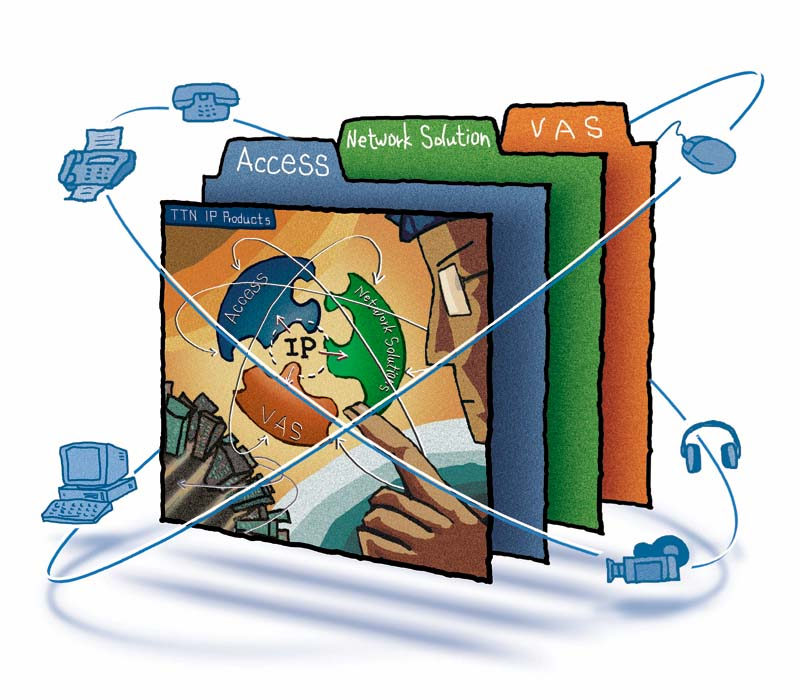 VAS
Network Solution
Access
TTN IP Products
Access
Network Solutions
IP
VAS